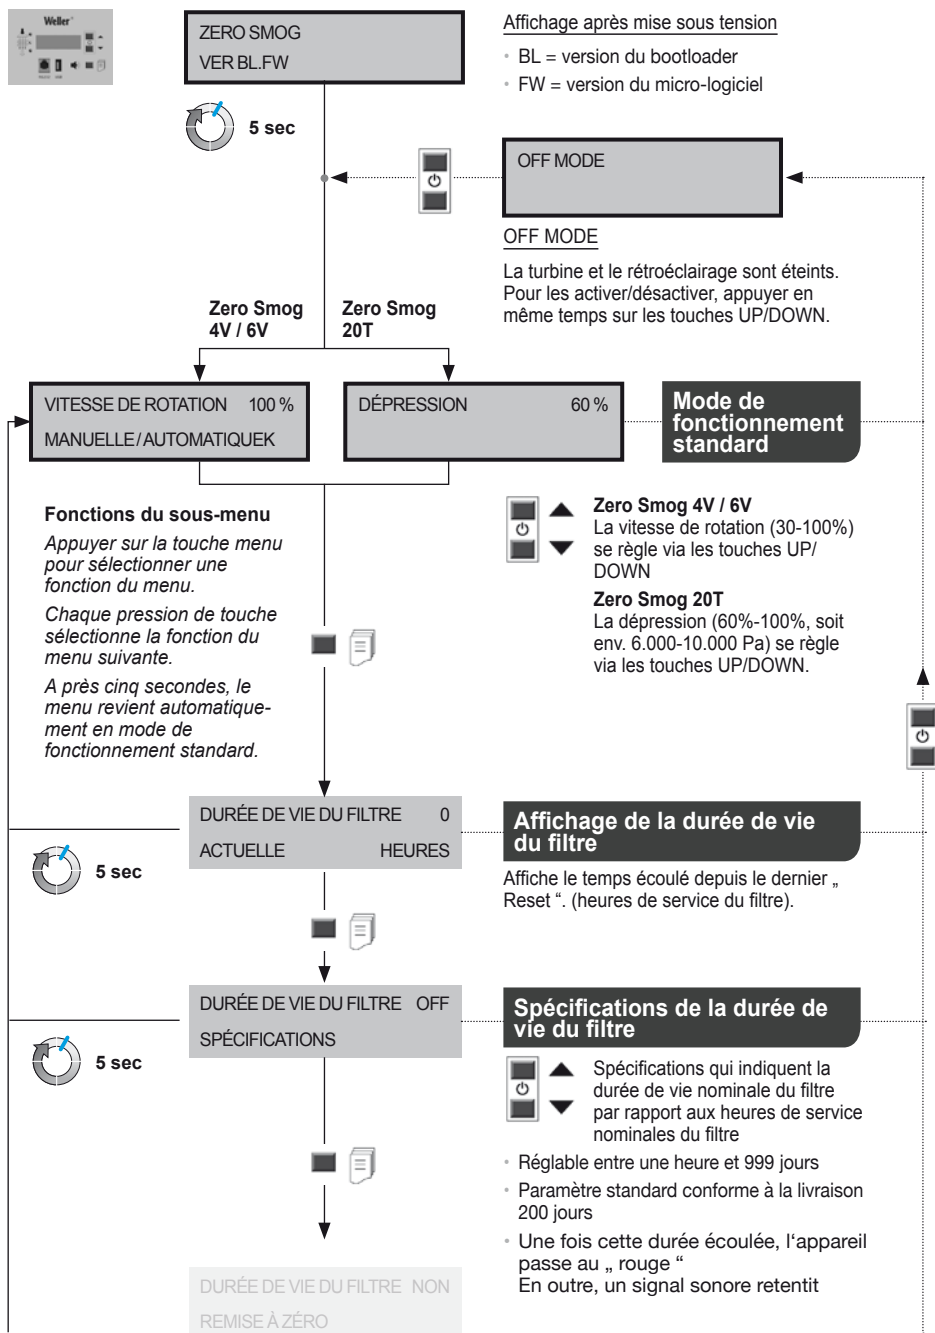 Weller
ZERO SMOG
VER BL.FW
Affichage après mise sous tension
• BL = version du bootloader
• FW = version du micro-logiciel
5 sec
OFF MODE
OFF MODE
La turbine et le rétroéclairage sont éteints.
Pour les activer/désactiver, appuyer en
même temps sur les touches UP/DOWN.
Zero Smog
4V / 6V
Zero Smog
20T
VITESSE DE ROTATION 100 %
MANUELLE/AUTOMATIQUEK
DÉPRESSION 60 %
Mode de
fonctionnement
standard
Fonctions du sous-menu
Appuyer sur la touche menu
pour sélectionner une
fonction du menu.
Chaque pression de touche
sélectionne la fonction du
menu suivante.
A près cinq secondes, le
menu revient automatique-
ment en mode de
fonctionnement standard.
Zero Smog 4V / 6V
La vitesse de rotation (30-100%)
se règle via les touches UP/
DOWN
Zero Smog 20T
La dépression (60%-100%, soit
env. 6.000-10.000 Pa) se règle
via les touches UP/DOWN.
DURÉE DE VIE DU FILTRE 0
ACTUELLE HEURES
5 sec
Affichage de la durée de vie
du filtre
Affiche le temps écoulé depuis le dernier „
Reset “. (heures de service du filtre).
DURÉE DE VIE DU FILTRE OFF
SPÉCIFICATIONS
5 sec
Spécifications de la durée de
vie du filtre
Spécifications qui indiquent la
durée de vie nominale du filtre
par rapport aux heures de service
nominales du filtre
• Réglable entre une heure et 999 jours
• Paramètre standard conforme à la livraison
200 jours
• Une fois cette durée écoulée, l‘appareil
passe au „ rouge “
En outre, un signal sonore retentit
DURÉE DE VIE DU FILTRE NON
REMISE À ZÉRO